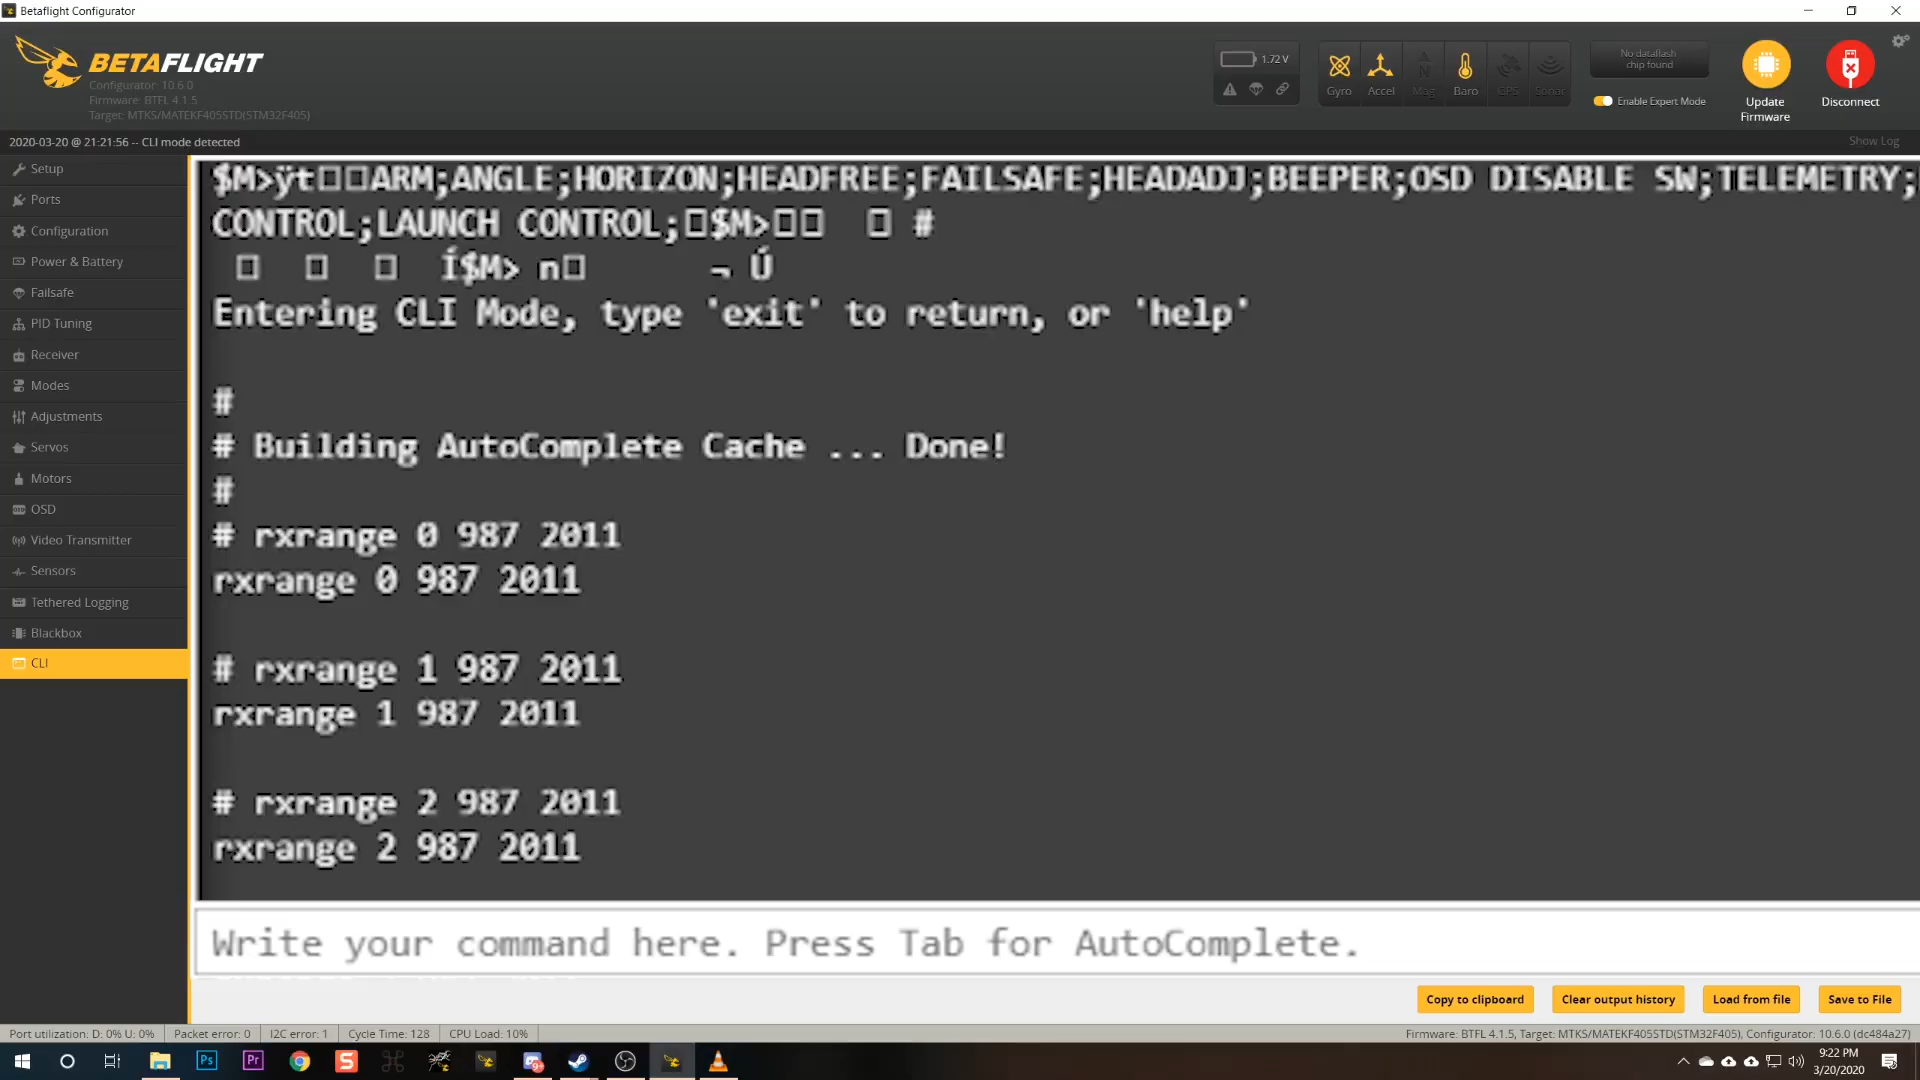 Betaflight Configurator
BETAFLIGHT
Configurator: 10.6.0
Firmware: BTFL 4.1.5
Target: MTKS/MATEKF405STD(STM32F405)
1.72 V
Gyro
Accel
Mag
Baro
GPS
Sonar
No dataflash
chip found
Enable Expert Mode
Update
Firmware
Disconnect
2020-03-20 @ 21:21:56 -- CLI mode detected
Show Log
Setup
Ports
Configuration
Power & Battery
Failsafe
PID Tuning
Receiver
Modes
Adjustments
Servos
Motors
OSD
Video Transmitter
Sensors
Tethered Logging
Blackbox
CLI
$M>ÿt□□ARM;ANGLE;HORIZON;HEADFREE;FAILSAFE;HEADADJ;BEEPER;OSD DISABLE SW;TELEMETRY;
CONTROL;LAUNCH CONTROL;□$M>□□ □ #
□ □ □ Í$M> n□ ¬ Ú
Entering CLI Mode, type 'exit' to return, or 'help'
#
# Building AutoComplete Cache ... Done!
#
# rxrange 0 987 2011
rxrange 0 987 2011
# rxrange 1 987 2011
rxrange 1 987 2011
# rxrange 2 987 2011
rxrange 2 987 2011
Write your command here. Press Tab for AutoComplete.
Copy to clipboard
Clear output history
Load from file
Save to File
Port utilization: D: 0% U: 0%
Packet error: 0
I2C error: 1
Cycle Time: 128
CPU Load: 10%
Firmware: BTFL 4.1.5, Target: MTKS/MATEKF405STD(STM32F405), Configurator: 10.6.0 (dc484a27)
Ps
Pr
S
9+
9:22 PM
3/20/2020